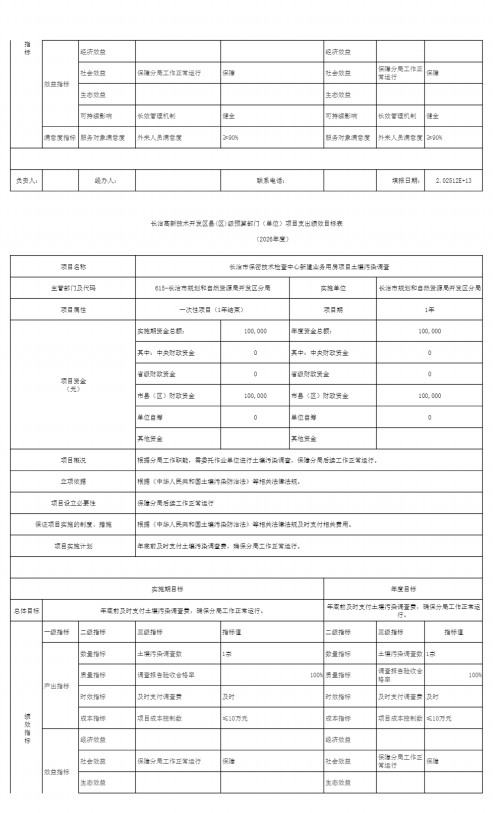 指标
经济效益 经济效益
效益指标
社会效益 保障分局工作正常运行 保障 社会效益 保障分局工作正常运行 保障
生态效益 生态效益
可持续影响 长效管理机制 健全 可持续影响 长效管理机制 健全
满意度指标 服务对象满意度 外来人员满意度 ≥90% 服务对象满意度 外来人员满意度 ≥90%
负责人： 经办人： 联系电话： 填报日期： 2.02512E+13
长治高新技术开发区县(区)级预算部门（单位）项目支出绩效目标表
（2026年度）
项目名称 长治市保密技术检查中心新建业务用房项目土壤污染调查
主管部门及代码 615-长治市规划和自然资源局开发区分局 实施单位 长治市规划和自然资源局开发区分局
项目属性 一次性项目（1年结束） 项目期 1年
项目资金
（元）
实施期资金总额： 100,000 年度资金总额： 100,000
其中：中央财政资金 0 其中：中央财政资金 0
省级财政资金 0 省级财政资金 0
市县（区）财政资金 100,000 市县（区）财政资金 100,000
单位自筹 0 单位自筹 0
其他资金 其他资金
项目概况 根据分局工作职能，需委托作业单位进行土壤污染调查，保障分局后续工作正常运行。
立项依据 根据《中华人民共和国土壤污染防治法》等相关法律法规。
项目设立必要性 保障分局后续工作正常运行
保证项目实施的制度、措施 根据《中华人民共和国土壤污染防治法》等相关法律法规及时支付相关费用。
项目实施计划 年底前及时支付土壤污染调查费，确保分局工作正常运行。
实施期目标 年度目标
总体目标 年底前及时支付土壤污染调查费，确保分局工作正常运行。 年底前及时支付土壤污染调查费，确保分局工作正常运行。
绩效指标
一级指标 二级指标 三级指标 指标值 二级指标 三级指标 指标值
产出指标
数量指标 土壤污染调查数 1宗 数量指标 土壤污染调查数 1宗
质量指标 调查报告验收合格率 100% 质量指标 调查报告验收合格率 100%
时效指标 及时支付调查费 及时 时效指标 及时支付调查费 及时
成本指标 项目成本控制数 ≤10万元 成本指标 项目成本控制数 ≤10万元
效益指标
经济效益 经济效益
社会效益 保障分局工作正常运行 保障 社会效益 保障分局工作正常运行 保障
生态效益 生态效益